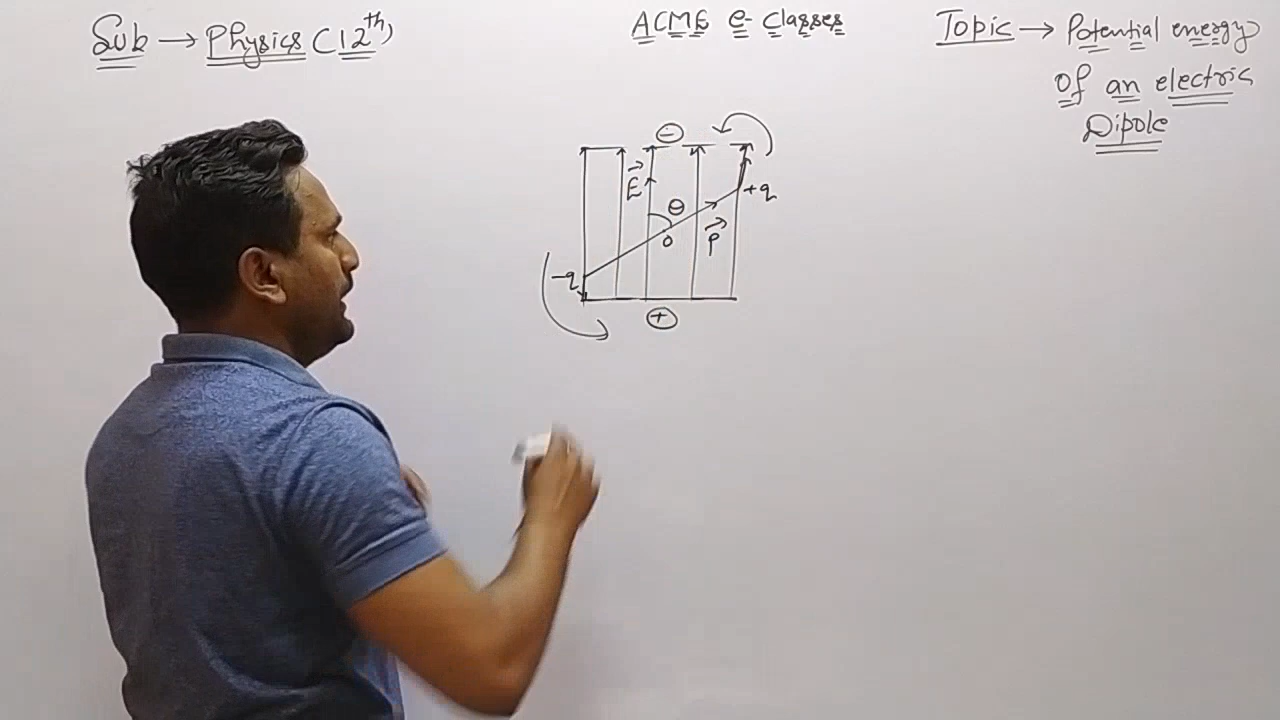 Sub → Physics (12th)
ACME e- Classes
Topic → Potential energy
Of an electric
Dipole
⊖
E⃗
θ
+q
O
P⃗
-q
⊕